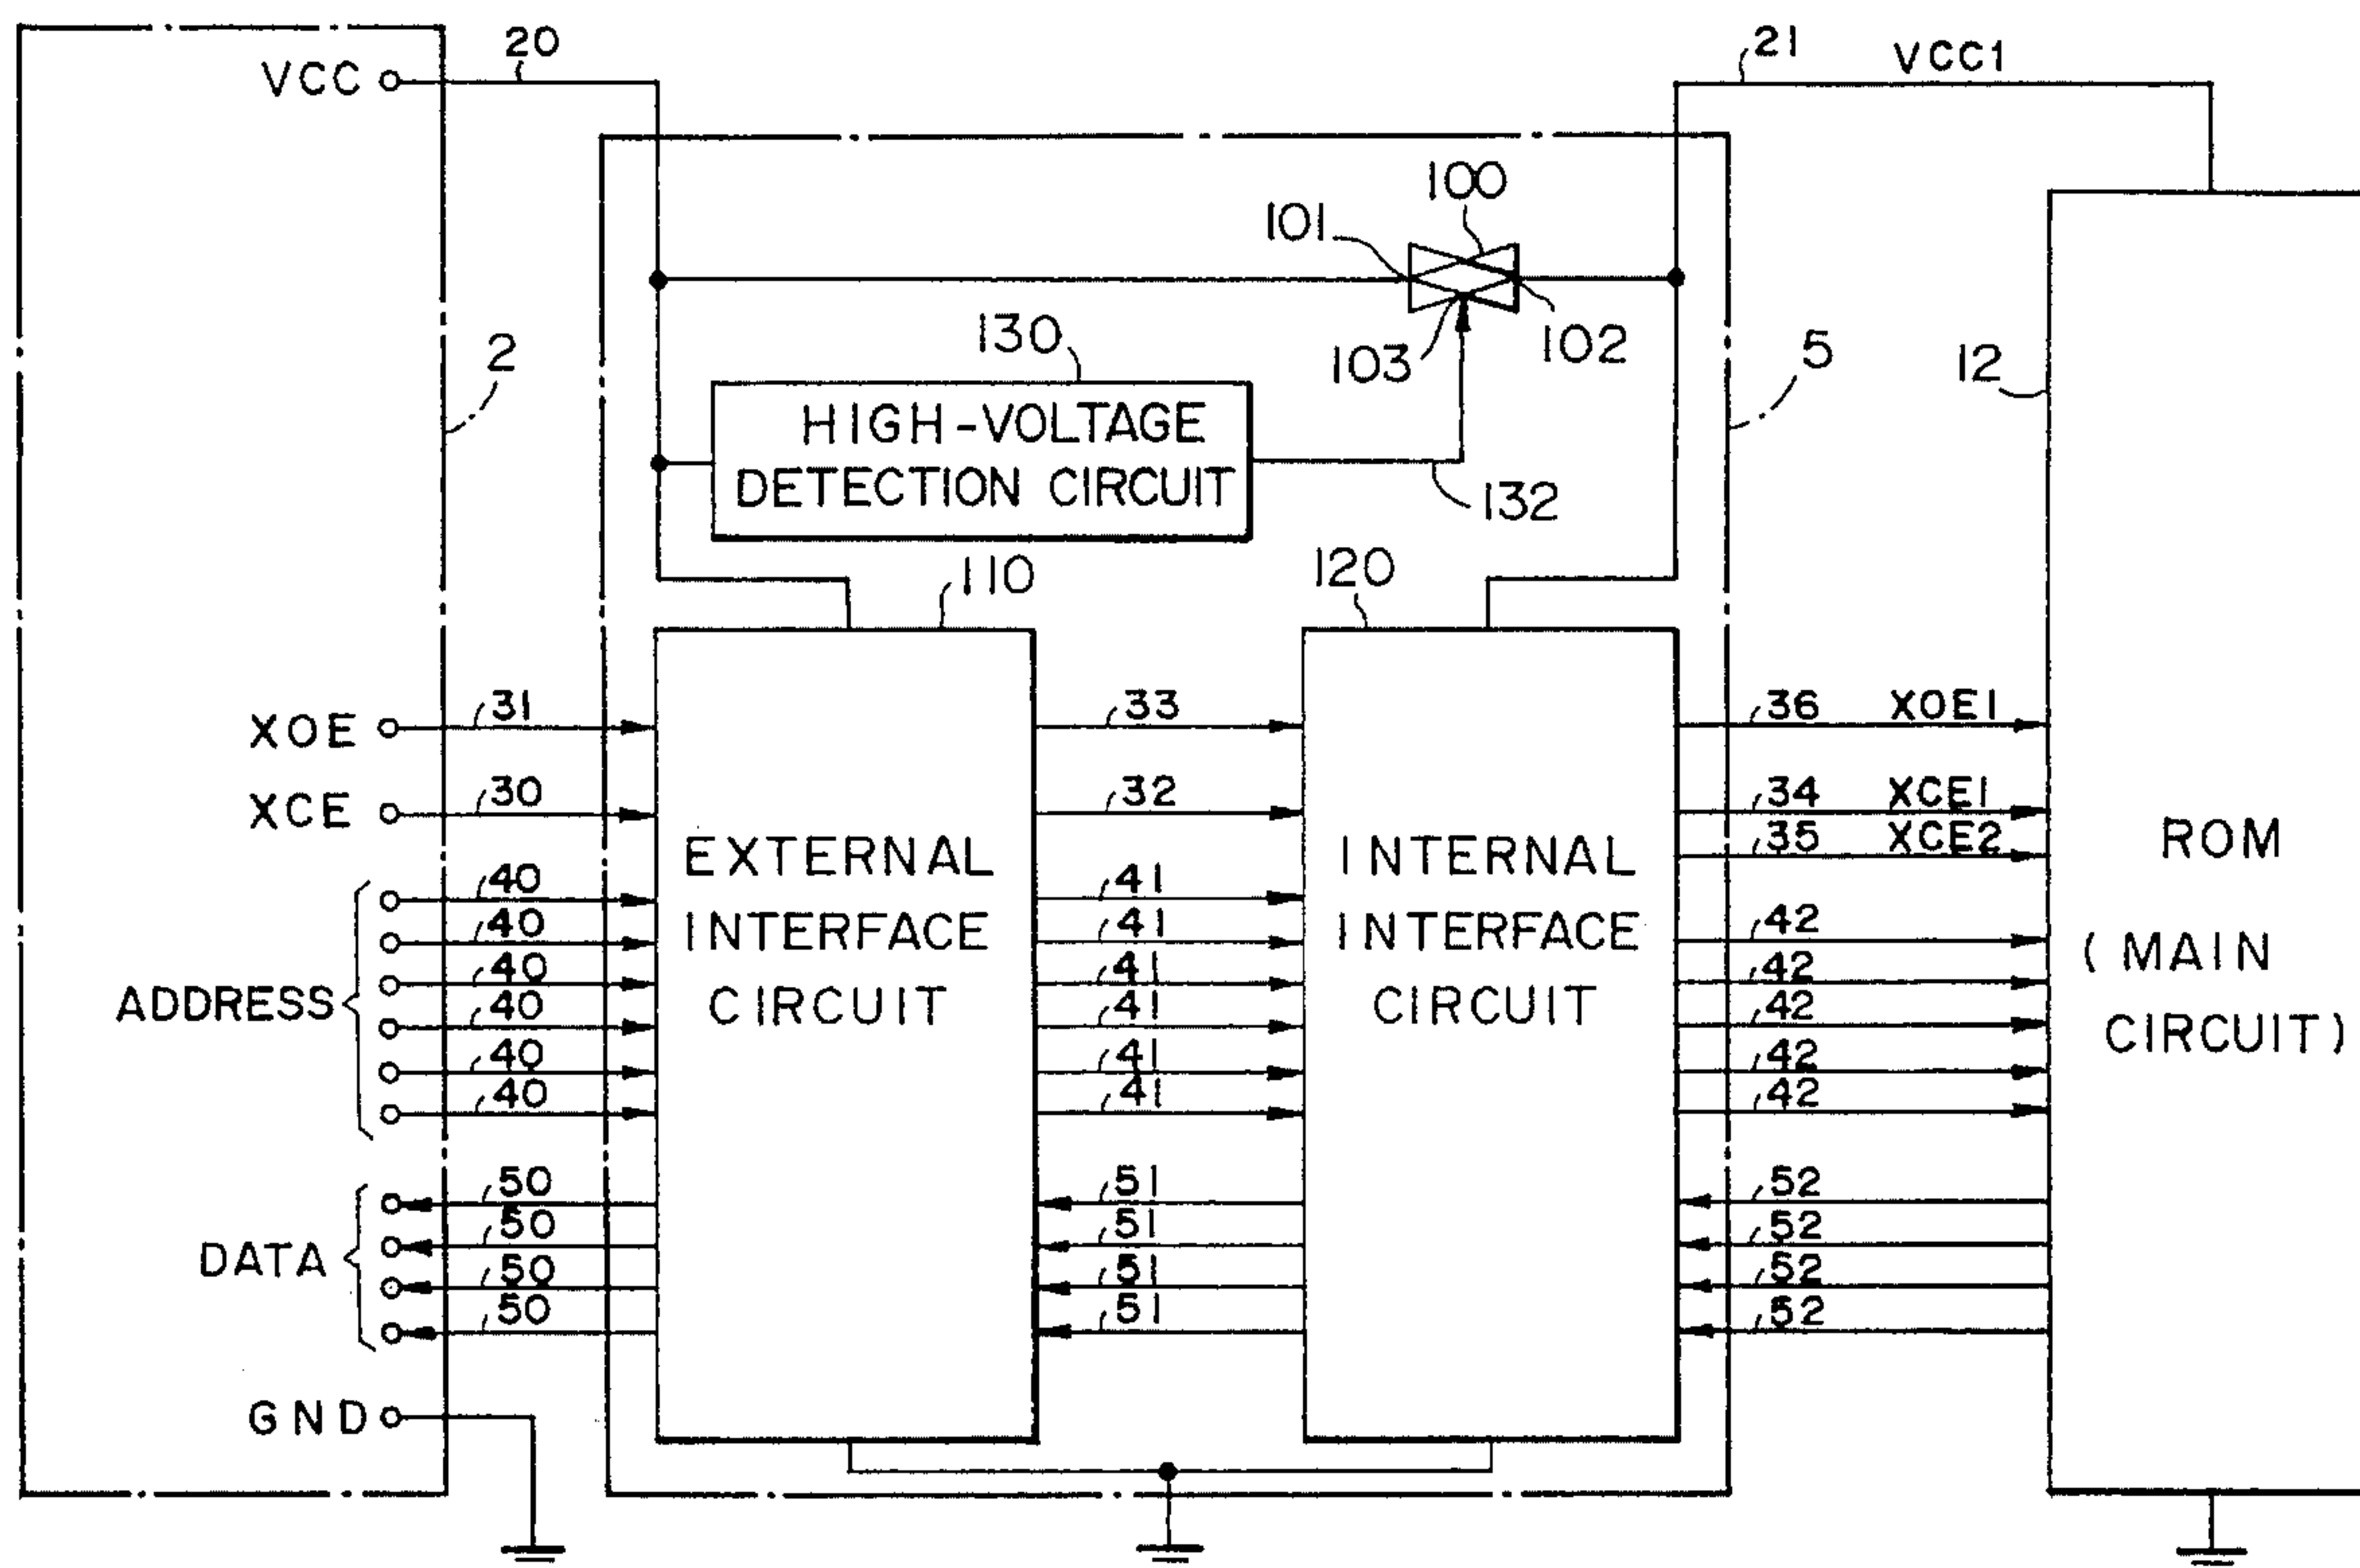 20
21
VCC1
VCC
100
101
130
2
103
102
5
12
HIGH-VOLTAGE
DETECTION CIRCUIT
132
110
120
XOE
31
33
36
XOE1
XCE
30
32
34
XCE1
35
XCE2
EXTERNAL
INTERFACE
CIRCUIT
INTERNAL
INTERFACE
CIRCUIT
ROM
(MAIN
CIRCUIT)
ADDRESS
40
40
40
40
40
40
41
41
41
41
41
41
42
42
42
42
42
DATA
50
50
50
50
51
51
51
51
52
52
52
52
GND